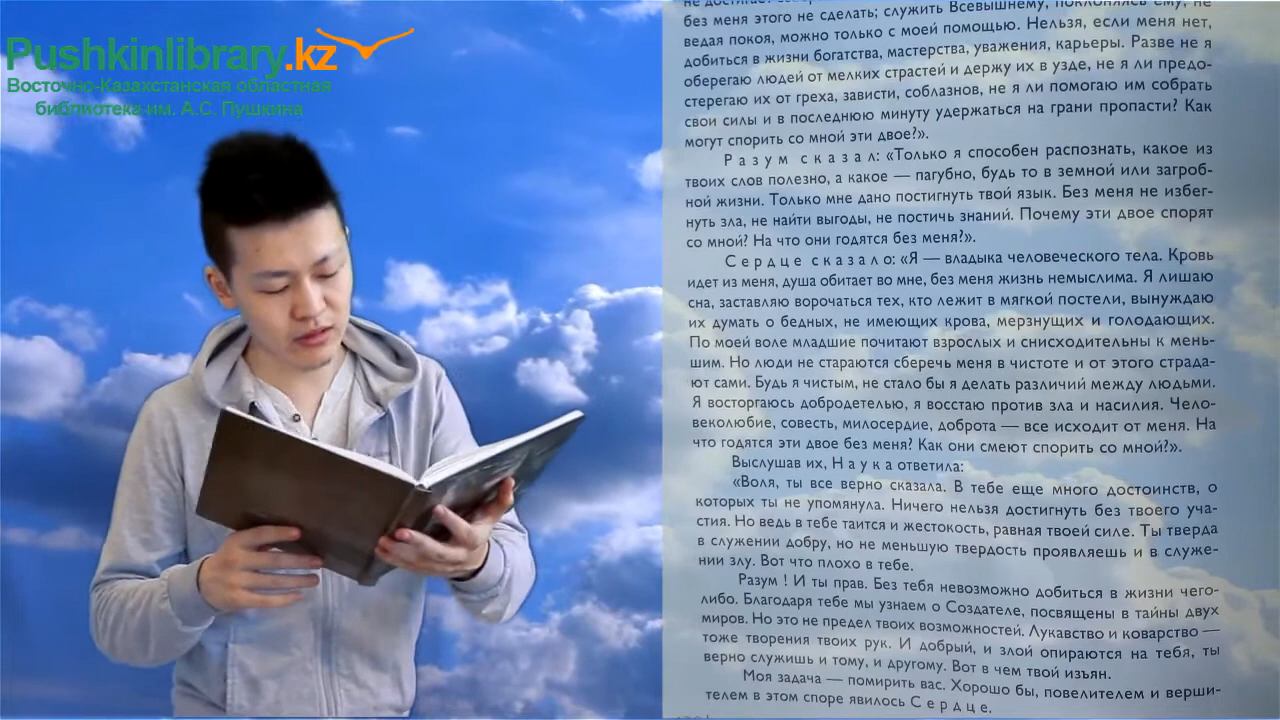 Pushkinlibrary.kz
Восточно-Казахстанская областная
библиотека им. А.С. Пушкина
без меня этого не сделать; служить Всевышнему, поклоняясь ему, не
ведая покоя, можно только с моей помощью. Нельзя, если меня нет,
добиться в жизни богатства, мастерства, уважения, карьеры. Разве не я
оберегаю людей от мелких страстей и держу их в узде, не я ли предо-
стерегаю их от греха, зависти, соблазнов, не я ли помогаю им собрать
свои силы и в последнюю минуту удержаться на грани пропасти? Как
могут спорить со мной эти двое?».
Разум сказал: «Только я способен распознать, какое из
твоих слов полезно, а какое — пагубно, будь то в земной или загроб-
ной жизни. Только мне дано постигнуть твой язык. Без меня не избег-
нуть зла, не найти выгоды, не постичь знаний. Почему эти двое спорят
со мной? На что они годятся без меня?».
Сердце сказало: «Я — владыка человеческого тела. Кровь
идет из меня, душа обитает во мне, без меня жизнь немыслима. Я лишаю
сна, заставляю ворочаться тех, кто лежит в мягкой постели, вынуждаю
их думать о бедных, не имеющих крова, мерзнущих и голодающих.
По моей воле младшие почитают взрослых и снисходительны к мень-
шим. Но люди не стараются сберечь меня в чистоте и от этого страда-
ют сами. Будь я чистым, не стало бы я делать различий между людьми.
Я восторгаюсь добродетелью, я восстаю против зла и насилия. Чело-
веколюбие, совесть, милосердие, доброта — все исходит от меня. На
что годятся эти двое без меня? Как они смеют спорить со мной?».
Выслушав их, Наука ответила:
«Воля, ты все верно сказала. В тебе еще много достоинств, о
которых ты не упомянула. Ничего нельзя достигнуть без твоего уча-
стия. Но ведь в тебе таится и жестокость, равная твоей силе. Ты тверда
в служении добру, но не меньшую твердость проявляешь и в служе-
нии злу. Вот что плохо в тебе.
Разум ! И ты прав. Без тебя невозможно добиться в жизни чего-
либо. Благодаря тебе мы узнаем о Создателе, посвящены в тайны двух
миров. Но это не предел твоих возможностей. Лукавство и коварство —
тоже творения твоих рук. И добрый, и злой опираются на тебя, ты
верно служишь и тому, и другому. Вот в чем твой изъян.
Моя задача — помирить вас. Хорошо бы, повелителем и верши-
телем в этом споре явилось Сердце.